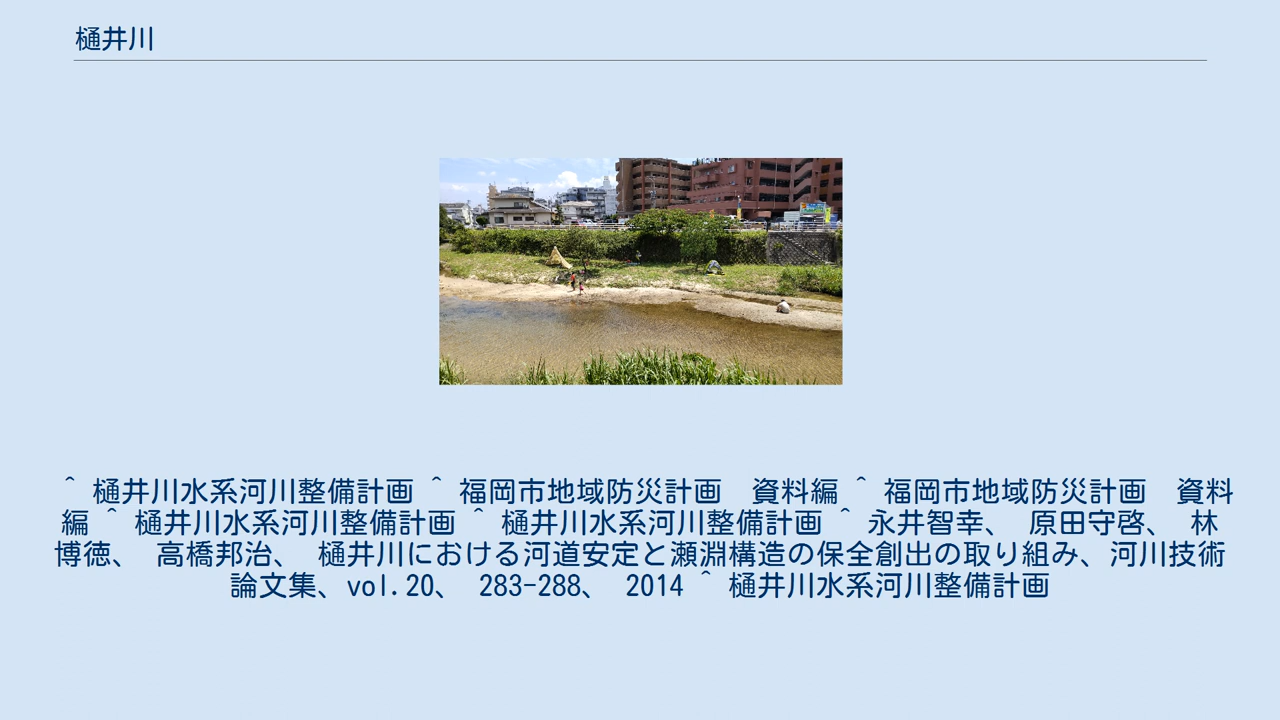 樋井川
^ 樋井川水系河川整備計画 ^ 福岡市地域防災計画　資料編 ^ 福岡市地域防災計画　資料
編 ^ 樋井川水系河川整備計画 ^ 樋井川水系河川整備計画 ^ 永井智幸、 原田守啓、 林
博徳、 高橋邦治、 樋井川における河道安定と瀬淵構造の保全創出の取り組み、河川技術
論文集、vol.20、 283-288、 2014 ^ 樋井川水系河川整備計画